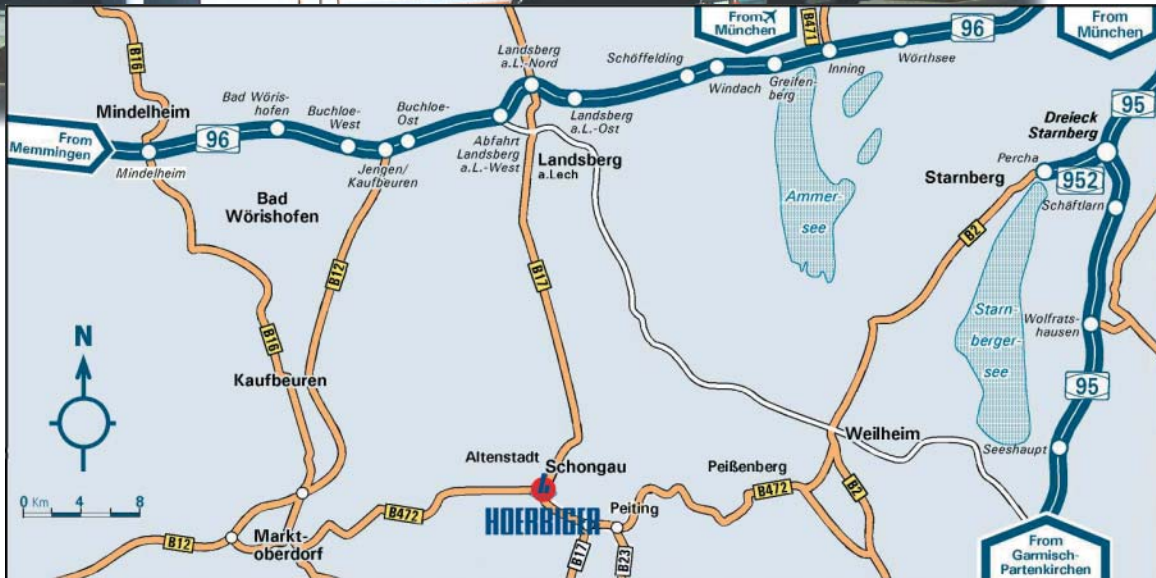 From
München
B471
96
From
München
Landsberg
a.L.-Nord
Schöffelding
Windach
Greifen-
berg
Inning
Wörthsee
B16
Mindelheim
Bad Wöris-
hofen
Buchloe-
West
Buchloe-
Ost
From
Memmingen
96
Mindelheim
Jengen/
Kaufbeuren
Abfahrt
Landsberg
a.L.-West
Landsberg
a.L.-Ost
Landsberg
a.Lech
95
Dreieck
Starnberg
Percha
Starnberg
952
Schäftlarn
Bad
Wörishofen
Ammer-
see
B2
B12
B17
Starn-
berger-
see
Wolfrats-
hausen
N
B16
Kaufbeuren
95
Weilheim
Seeshaupt
Altenstadt
Schongau
Peißenberg
B472
B2
0 Km 4 8
B472
HOERBIGER
Peiting
Markt-
oberdorf
B12
B17
B23
From
Garmisch-
Partenkirchen